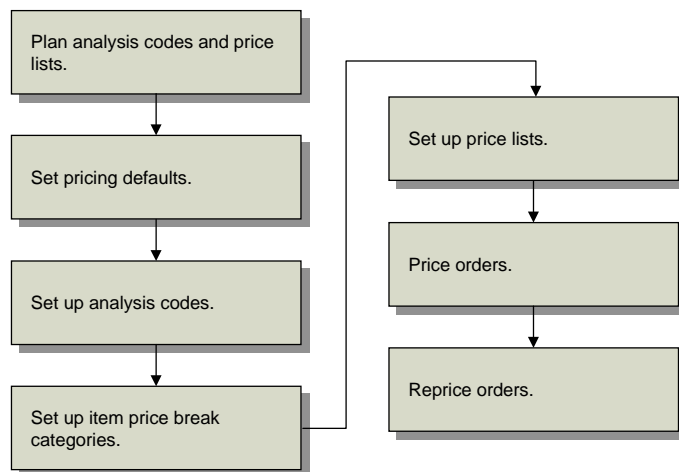 Plan analysis codes and price
lists.
Set pricing defaults.
Set up analysis codes.
Set up item price break
categories.
Set up price lists.
Price orders.
Reprice orders.